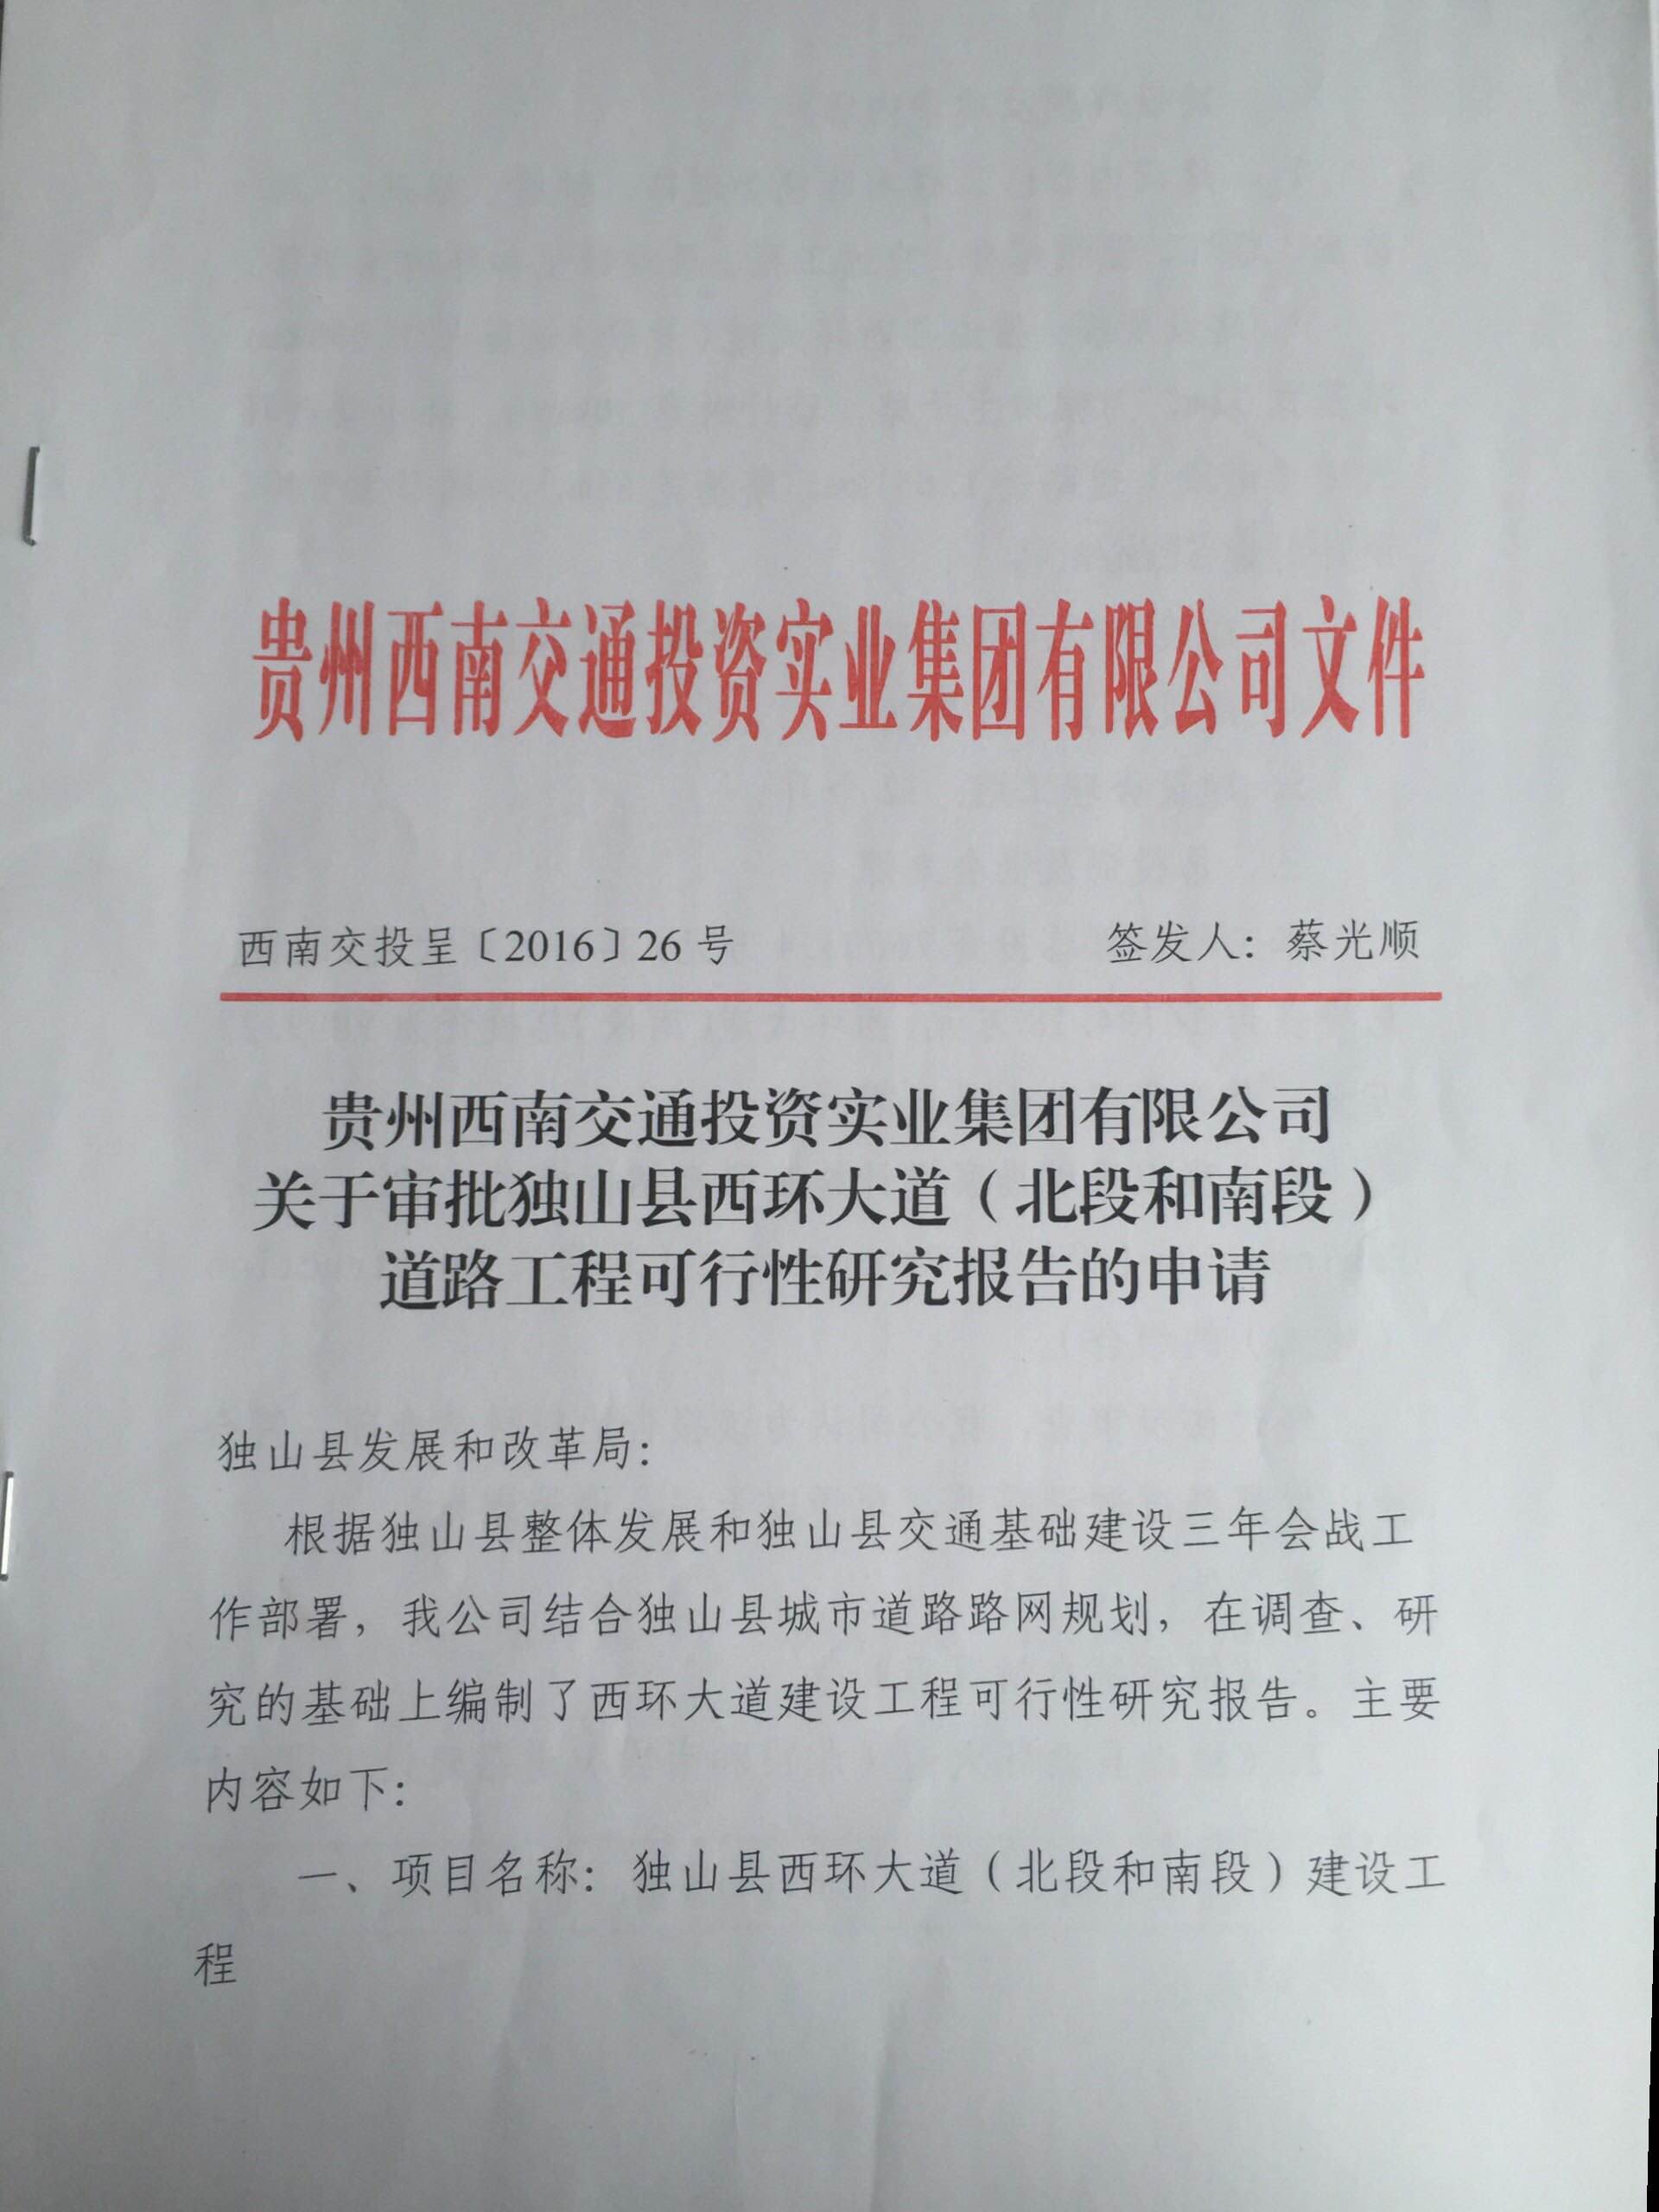 贵州西南交通投资实业集团有限公司文件
西南交投呈〔2016〕26号 签发人：蔡光顺
贵州西南交通投资实业集团有限公司
关于审批独山县西环大道（北段和南段）
道路工程可行性研究报告的申请
独山县发展和改革局：
根据独山县整体发展和独山县交通基础建设三年会战工
作部署，我公司结合独山县城市道路路网规划，在调查、研
究的基础上编制了西环大道建设工程可行性研究报告。主要
内容如下：
一、项目名称：独山县西环大道（北段和南段）建设工
程